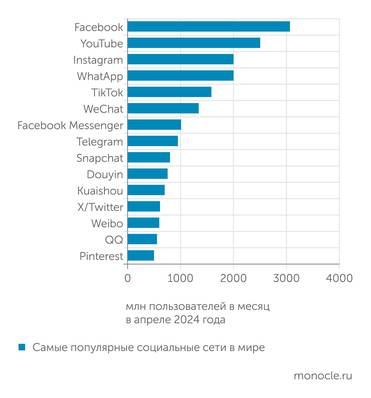 Facebook
YouTube
Instagram
WhatApp
TikTok
WeChat
Facebook Messenger
Telegram
Snapchat
Douyin
Kuaishou
X/Twitter
Weibo
QQ
Pinterest
0 1000 2000 3000 4000
млн пользователей в месяц
в апреле 2024 года
Самые популярные социальные сети в мире
monocle.ru